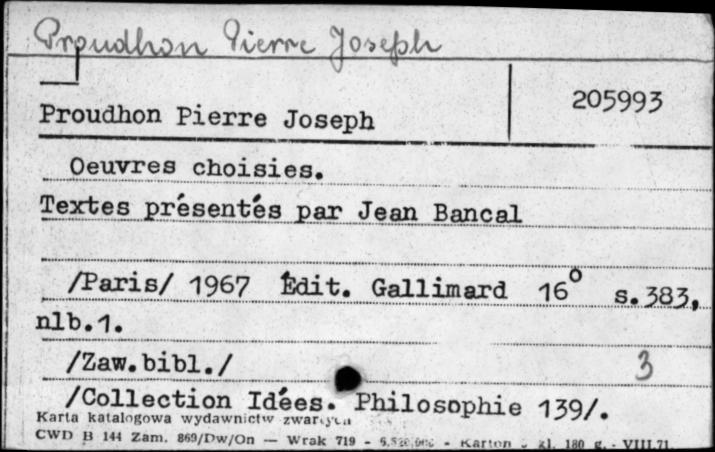 Proudhon Pierre Joseph
205993
Proudhon Pierre Joseph
Oeuvres choisies.
Textes présentés par Jean Bancal
/Paris/ 1967 Édit. Gallimard 16° s.383,
nlb.1.
/Zaw.bibl./ 3
/Collection Idées. Philosophie 139/.
Karta katalogowa wydawnictw zwartych
CWD B 144 Zam. 869/Dw/On — Wrak 719 - - Karton kl. 180 g. - VIII.71.